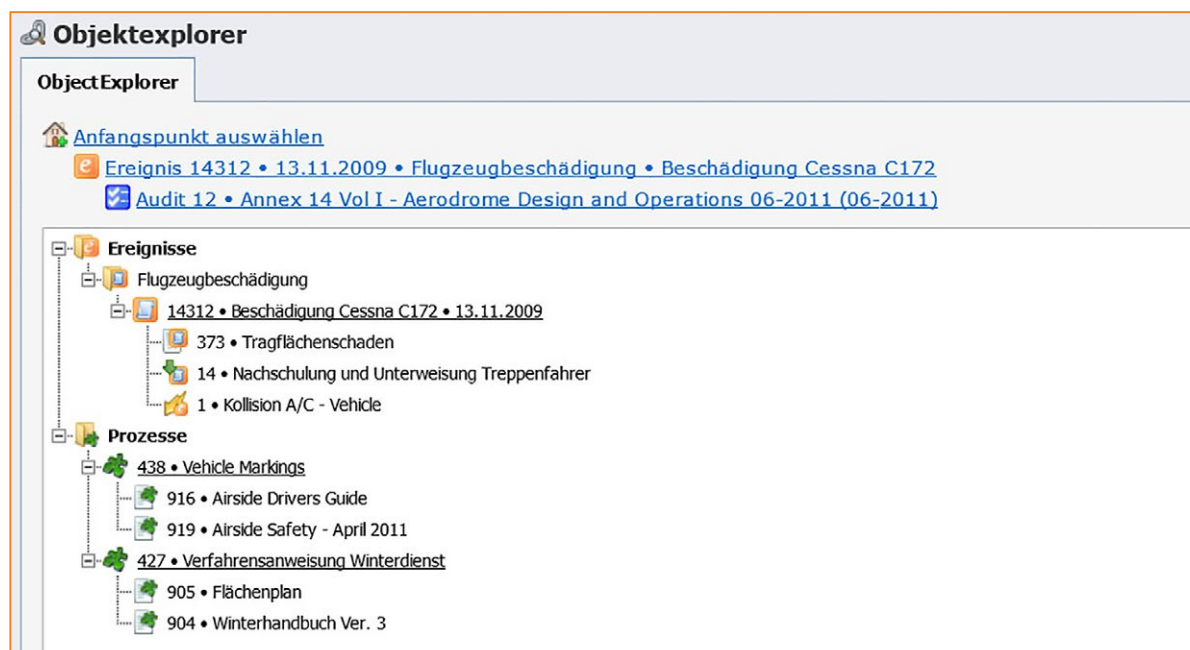 Objektexplorer
ObjectExplorer
Anfangspunkt auswählen
Ereignis 14312 • 13.11.2009 • Flugzeugbeschädigung • Beschädigung Cessna C172
Audit 12 • Annex 14 Vol I - Aerodrome Design and Operations 06-2011 (06-2011)
Ereignisse
Flugzeugbeschädigung
14312 • Beschädigung Cessna C172 • 13.11.2009
373 • Tragflächenschaden
14 • Nachschulung und Unterweisung Treppenfahrer
1 • Kollision A/C - Vehicle
Prozesse
438 • Vehicle Markings
916 • Airside Drivers Guide
919 • Airside Safety - April 2011
427 • Verfahrensanweisung Winterdienst
905 • Flächenplan
904 • Winterhandbuch Ver. 3